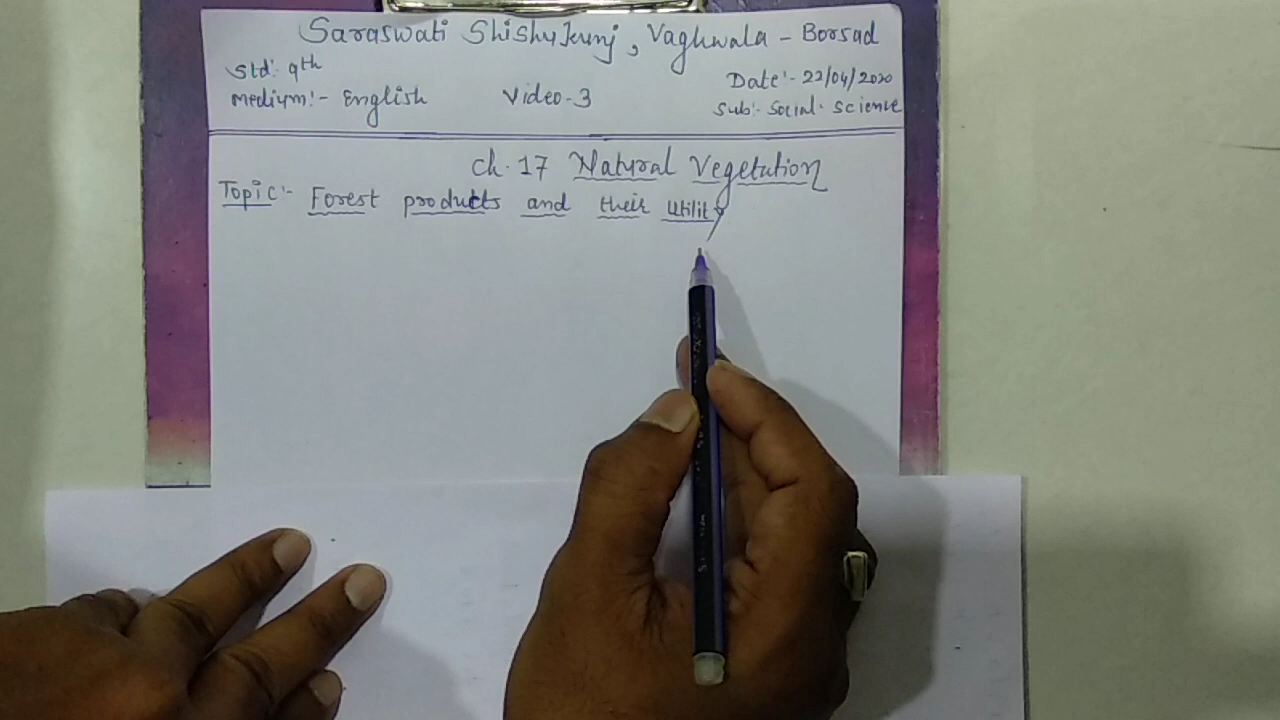 Saraswati Shishukunj, Vaghwala - Borsad
Std:- 9th
Date:- 22/04/2020
Medium:- English
Video-3
Sub:- Social. Science
Ch. 17 Natural Vegetation
Topic:- Forest products and their Utility